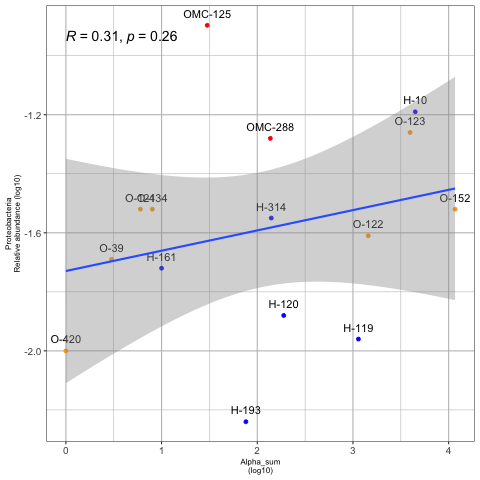 OMC-125
R = 0.31, p = 0.26
H-10
-1.2
O-123
OMC-288
O-152
H-314
O-122
-1.6
O-39
H-161
H-120
H-119
O-420
-2.0
H-193
0 1 2 3 4
Alpha_sum
(log10)
Proteobacteria
Relative abundance (log10)